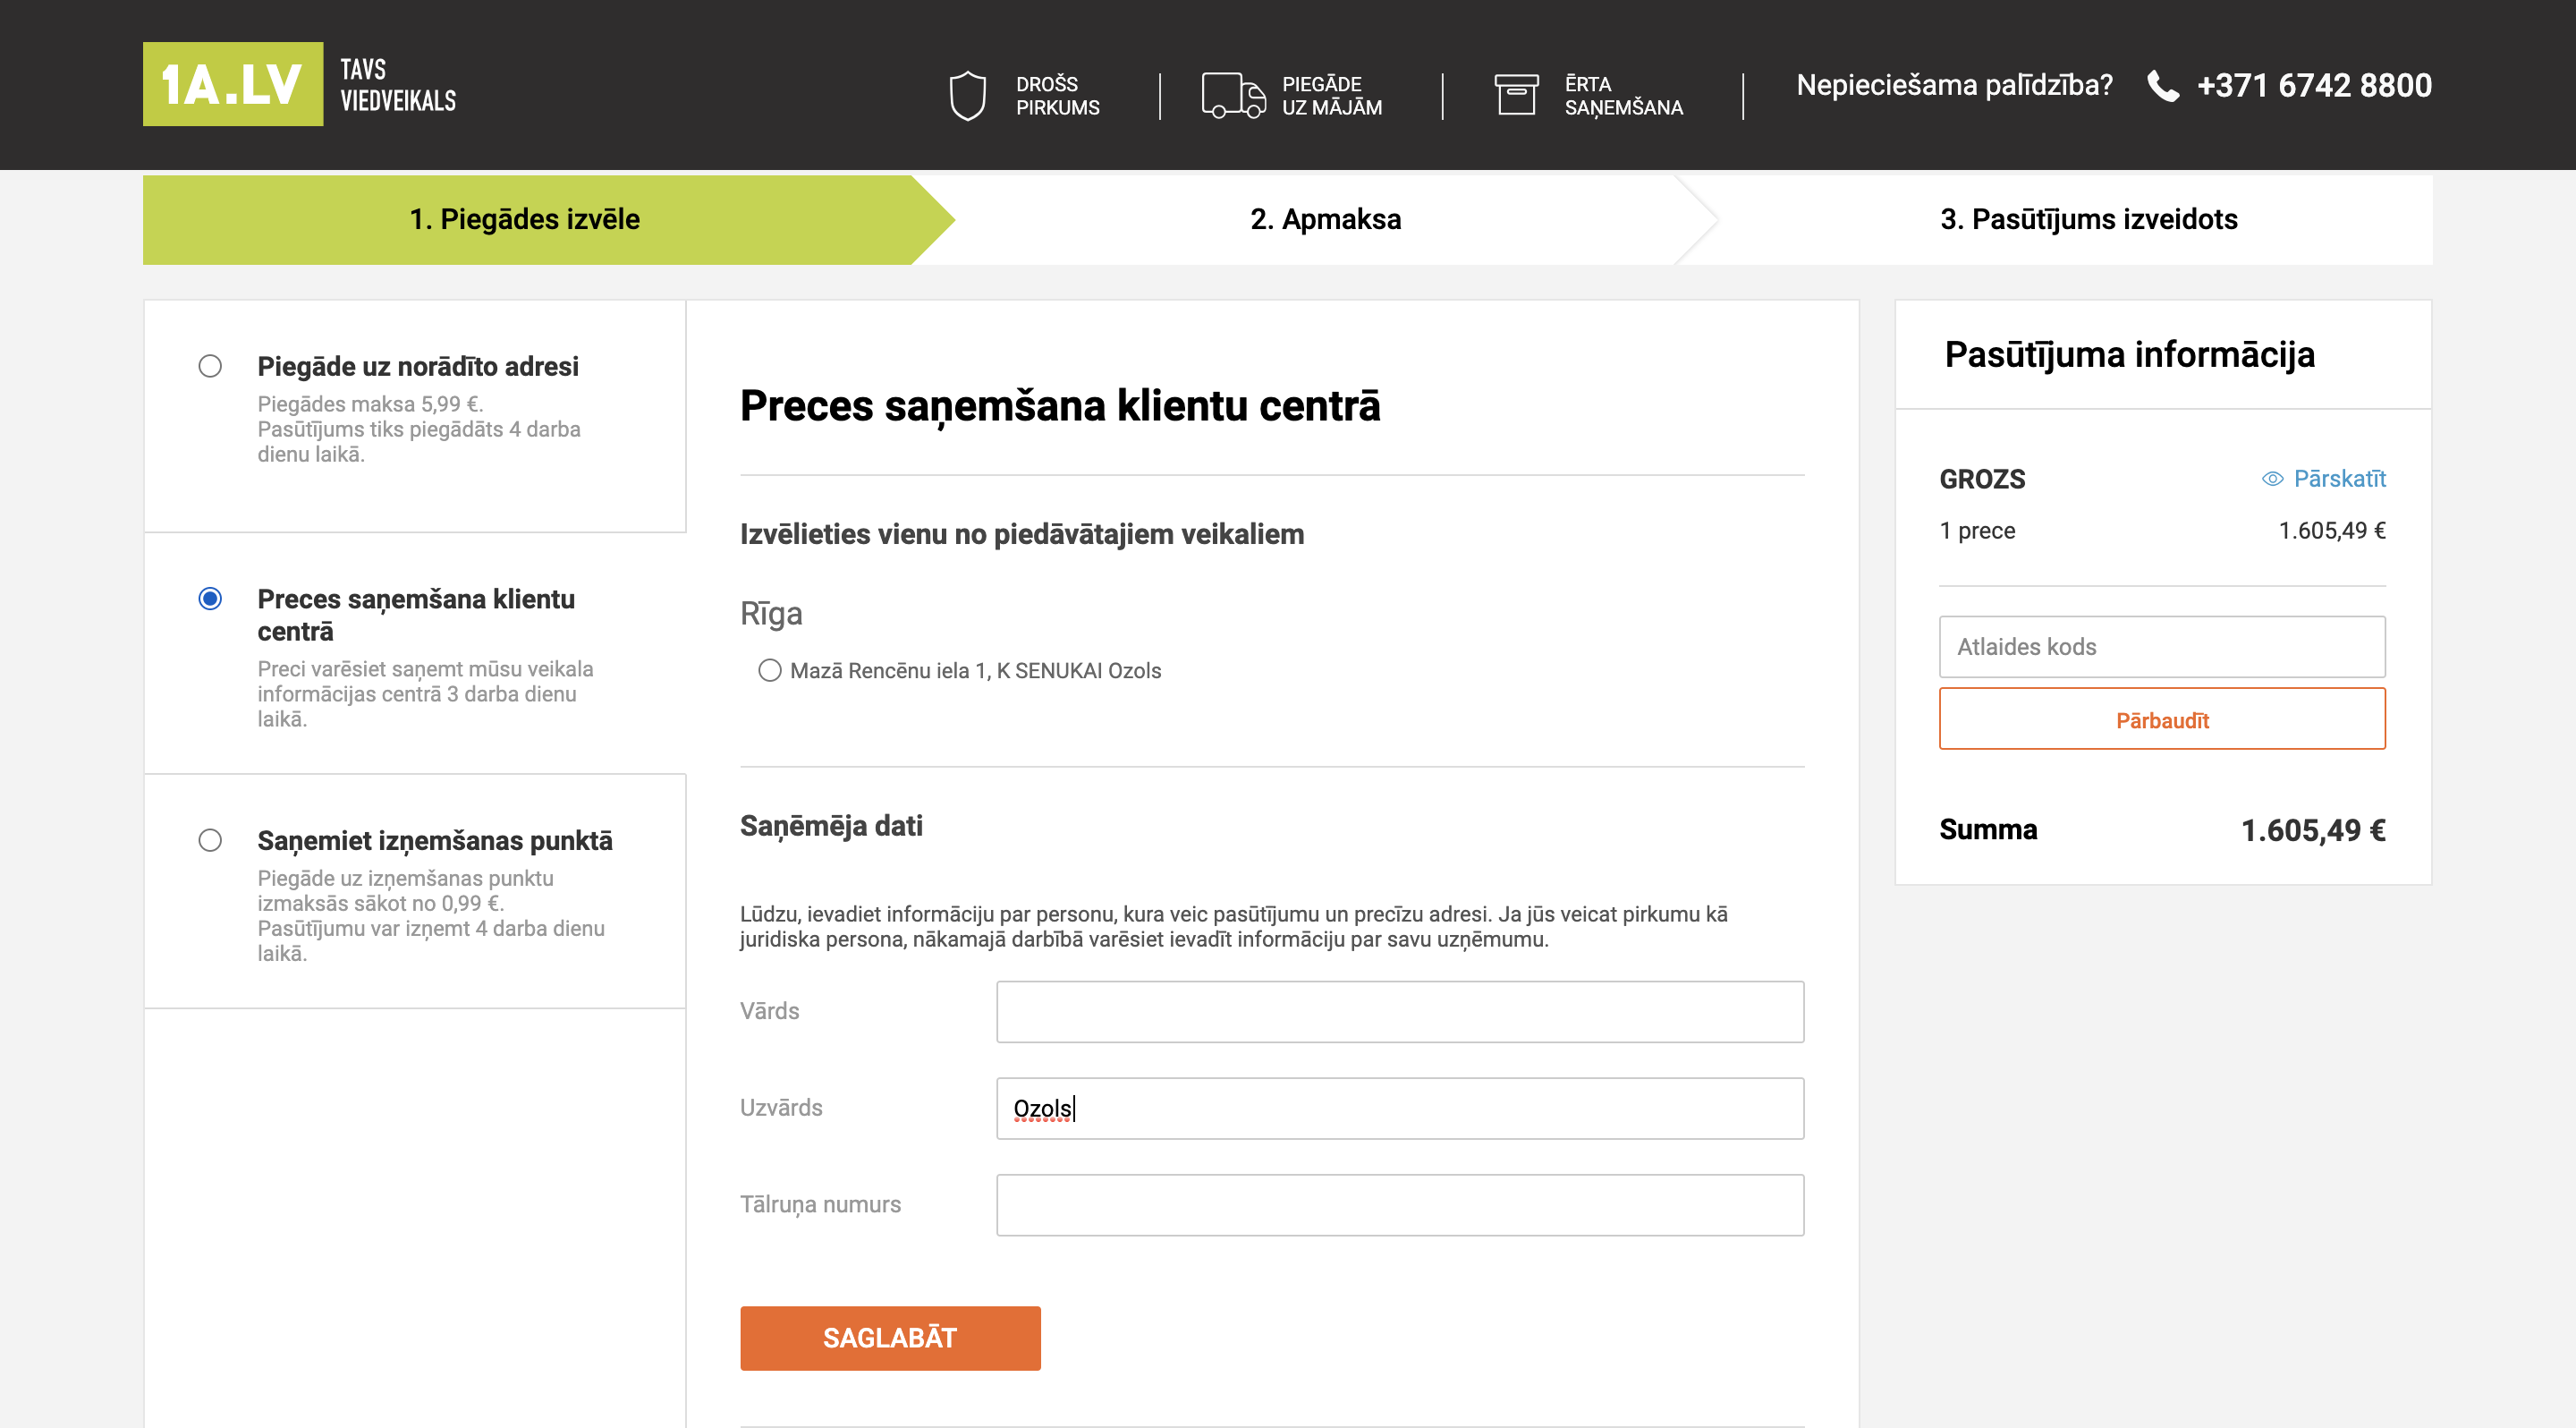 1A.LV
TAVS
VIEDVEIKALS
DROŠS
PIRKUMS
PIEGĀDE
UZ MĀJĀM
ĒRTA
SAŅEMŠANA
Nepieciešama palīdzība?
+371 6742 8800
1. Piegādes izvēle
2. Apmaksa
3. Pasūtījums izveidots
Piegāde uz norādīto adresi
Piegādes maksa 5,99 €.
Pasūtījums tiks piegādāts 4 darba
dienu laikā.
Preces saņemšana klientu
centrā
Preci varēsiet saņemt mūsu veikala
informācijas centrā 3 darba dienu
laikā.
Saņemiet izņemšanas punktā
Piegāde uz izņemšanas punktu
izmaksās sākot no 0,99 €.
Pasūtījumu var izņemt 4 darba dienu
laikā.
Preces saņemšana klientu centrā
Izvēlieties vienu no piedāvātajiem veikaliem
Rīga
Mazā Rencēnu iela 1, K SENUKAI Ozols
Saņēmēja dati
Lūdzu, ievadiet informāciju par personu, kura veic pasūtījumu un precīzu adresi. Ja jūs veicat pirkumu kā
juridiska persona, nākamajā darbībā varēsiet ievadīt informāciju par savu uzņēmumu.
Vārds
Uzvārds
Ozols
Tālruņa numurs
SAGLABĀT
Pasūtījuma informācija
GROZS
Pārskatīt
1 prece
1.605,49 €
Atlaides kods
Pārbaudīt
Summa
1.605,49 €